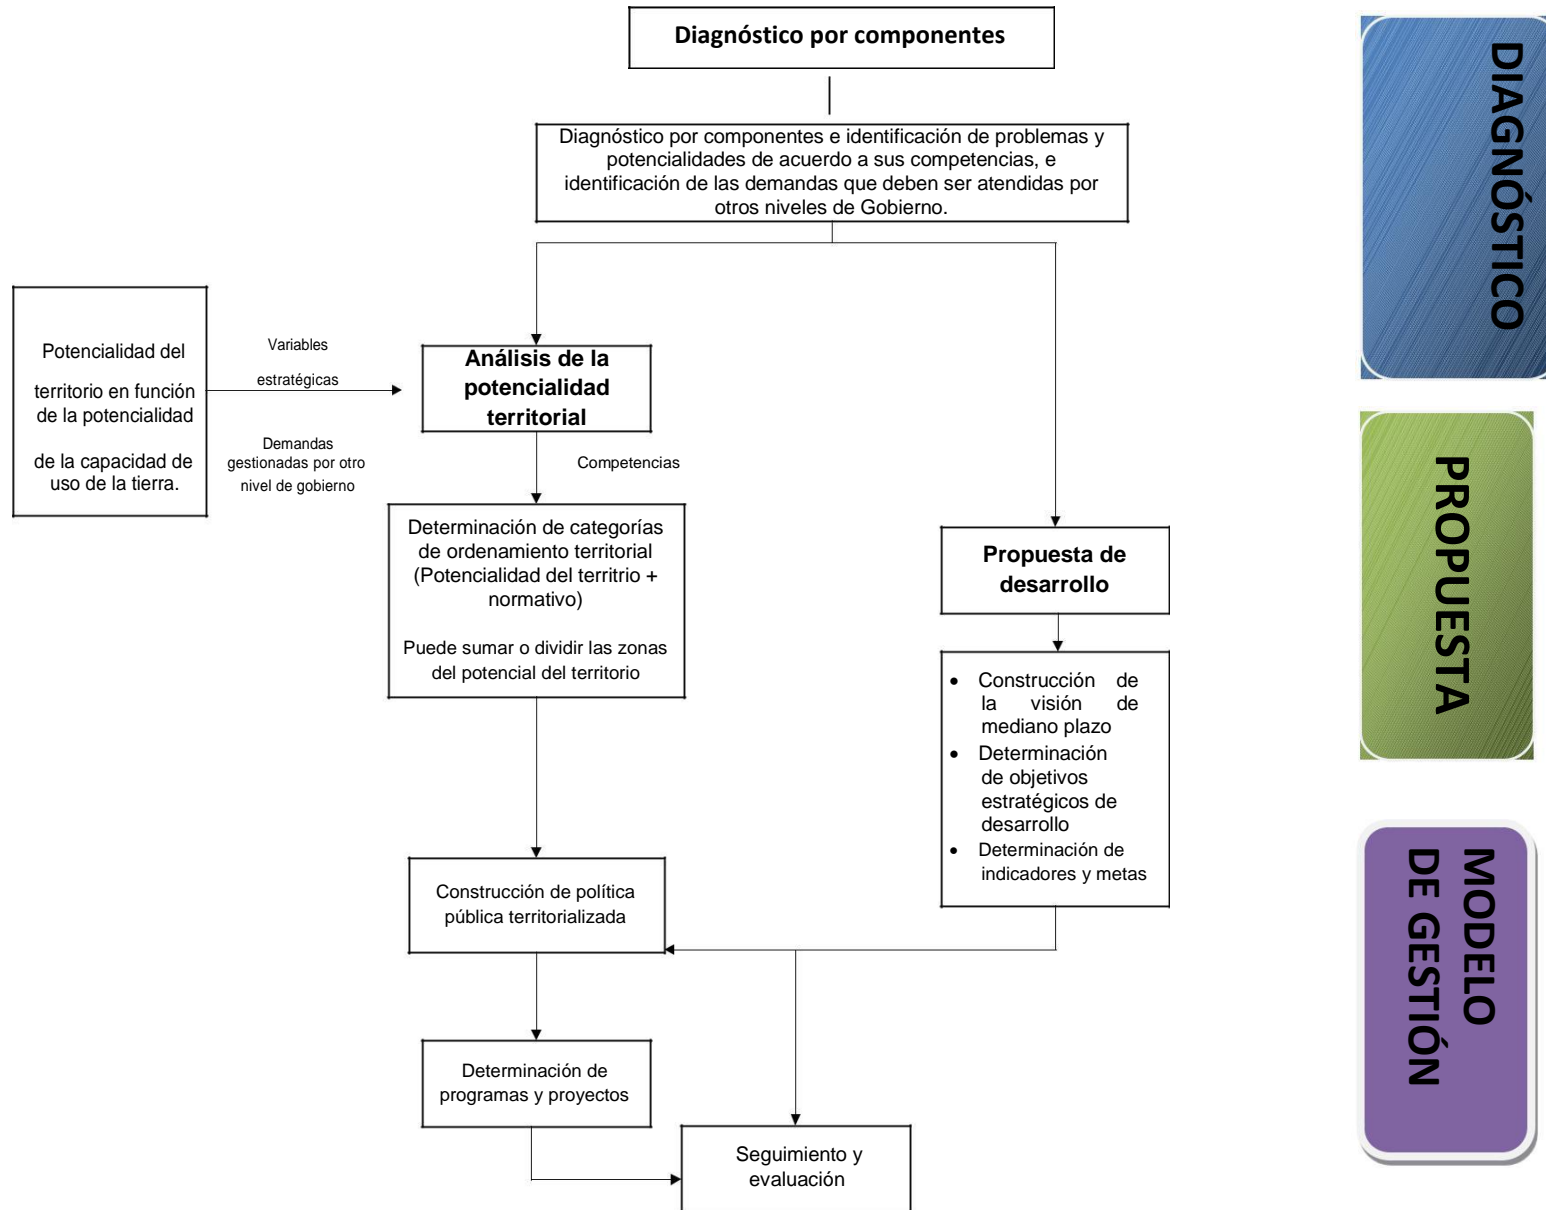 Diagnóstico por componentes
Diagnóstico por componentes e identificación de problemas y
potencialidades de acuerdo a sus competencias, e
identificación de las demandas que deben ser atendidas por
otros niveles de Gobierno.
Potencialidad del
territorio en función
de la potencialidad
de la capacidad de
uso de la tierra.
Variables
estratégicas
Demandas
gestionadas por otro
nivel de gobierno
Análisis de la
potencialidad
territorial
Competencias
Determinación de categorías
de ordenamiento territorial
(Potencialidad del territrio +
normativo)
Puede sumar o dividir las zonas
del potencial del territorio
Propuesta de
desarrollo
• Construcción de
la visión de
mediano plazo
• Determinación
de objetivos
estratégicos de
desarrollo
• Determinación de
indicadores y metas
Construcción de política
pública territorializada
Determinación de
programas y proyectos
Seguimiento y
evaluación
DIAGNÓSTICO
PROPUESTA
MODELO
DE GESTIÓN